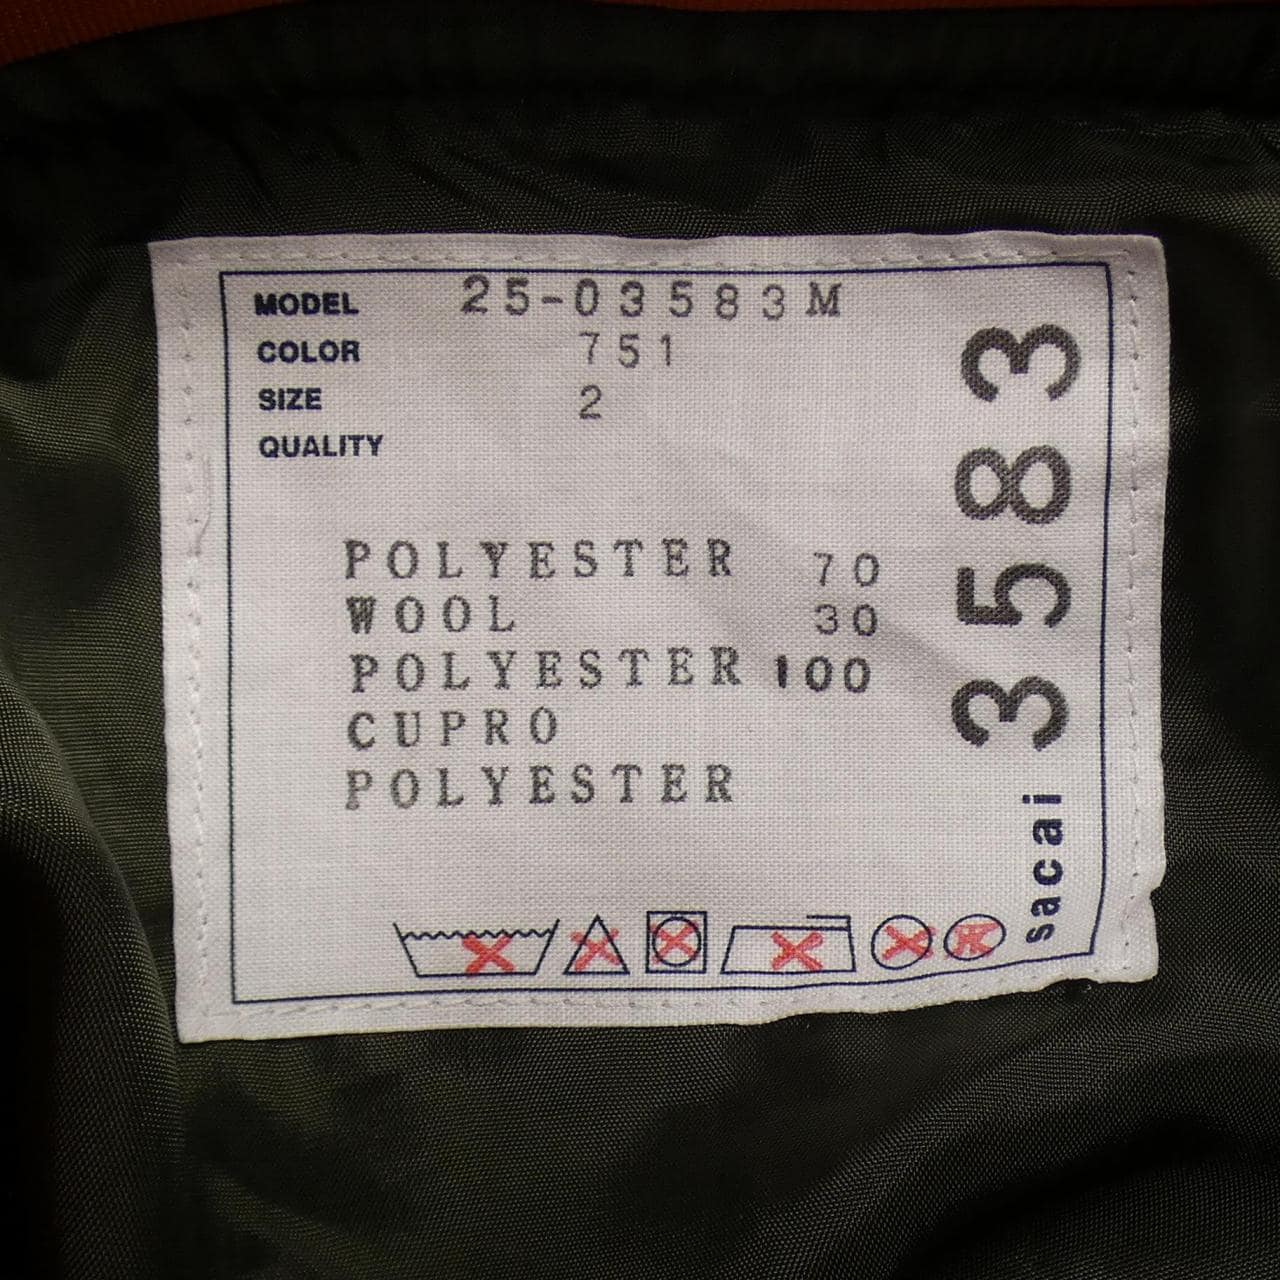 MODEL 25-03583M
COLOR 751
SIZE 2
QUALITY
POLYESTER 70
WOOL 30
POLYESTER 100
CUPRO
POLYESTER
sacai 3583